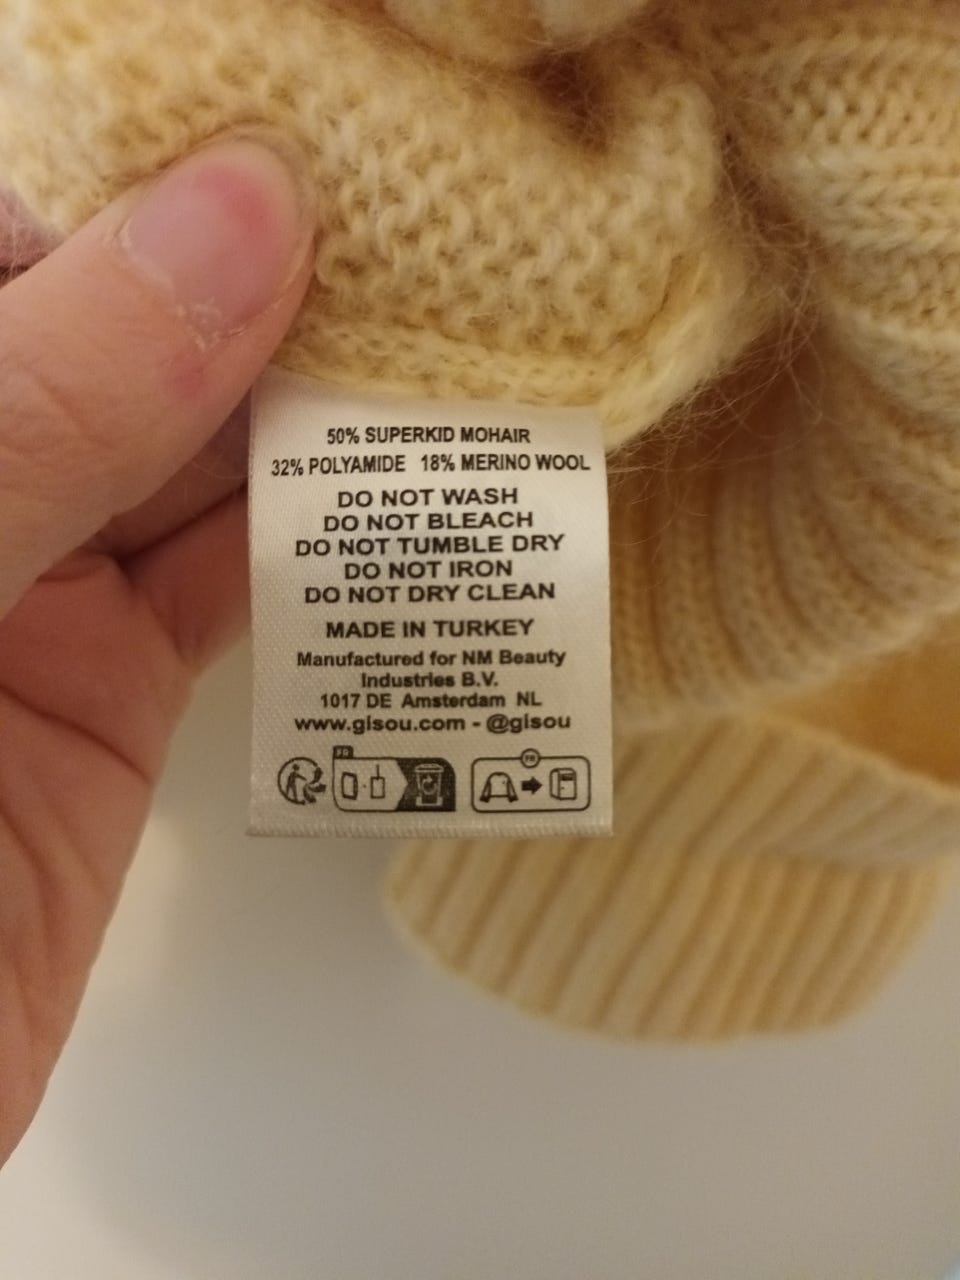 50% SUPERKID MOHAIR
32% POLYAMIDE 18% MERINO WOOL
DO NOT WASH
DO NOT BLEACH
DO NOT TUMBLE DRY
DO NOT IRON
DO NOT DRY CLEAN
MADE IN TURKEY
Manufactured for NM Beauty
Industries B.V.
1017 DE Amsterdam NL
www.gisou.com - @gisou
FR
FR